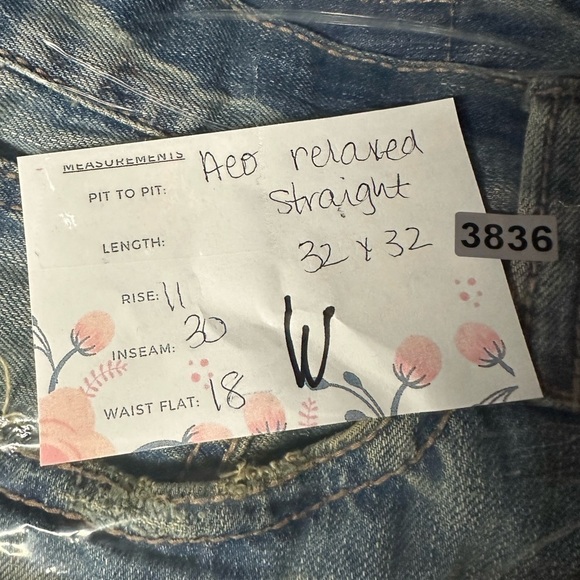 MEASUREMENTS
Aeo relaxed
straight
32 x 32
PIT TO PIT:
LENGTH:
RISE: 11
INSEAM: 30
WAIST FLAT: 18
W
3836